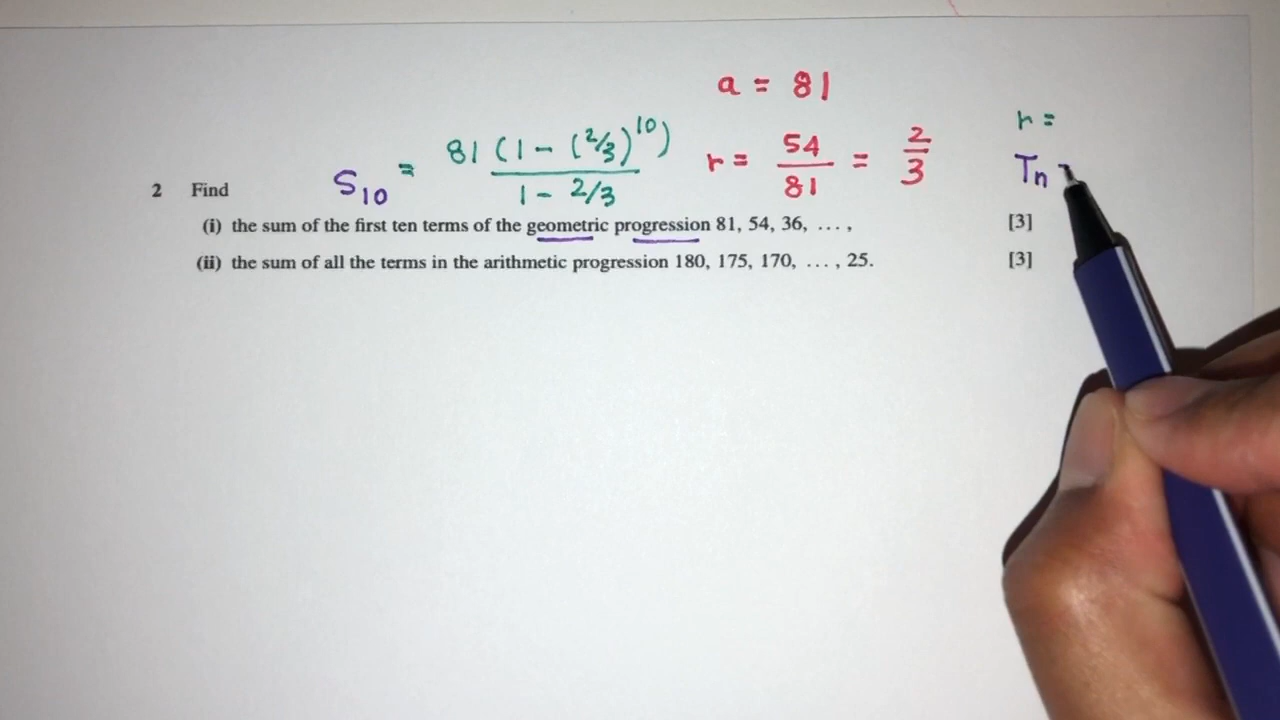 a = 81
S10 = 81 (1 - (2/3)^10) / 1 - 2/3
r = 54/81 = 2/3
r =
Tn
2 Find
(i) the sum of the first ten terms of the geometric progression 81, 54, 36, ..., [3]
(ii) the sum of all the terms in the arithmetic progression 180, 175, 170, ..., 25. [3]